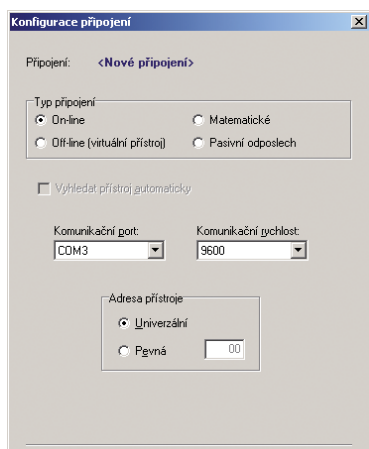 Konfigurace připojení
Připojení: <Nové připojení>
Typ připojení
On-line Matematické
Off-line (virtuální přístroj) Pasivní odposlech
Vyhledat přístroj automaticky
Komunikační port: Komunikační rychlost:
COM3 9600
Adresa přístroje
Univerzální
Pevná 00